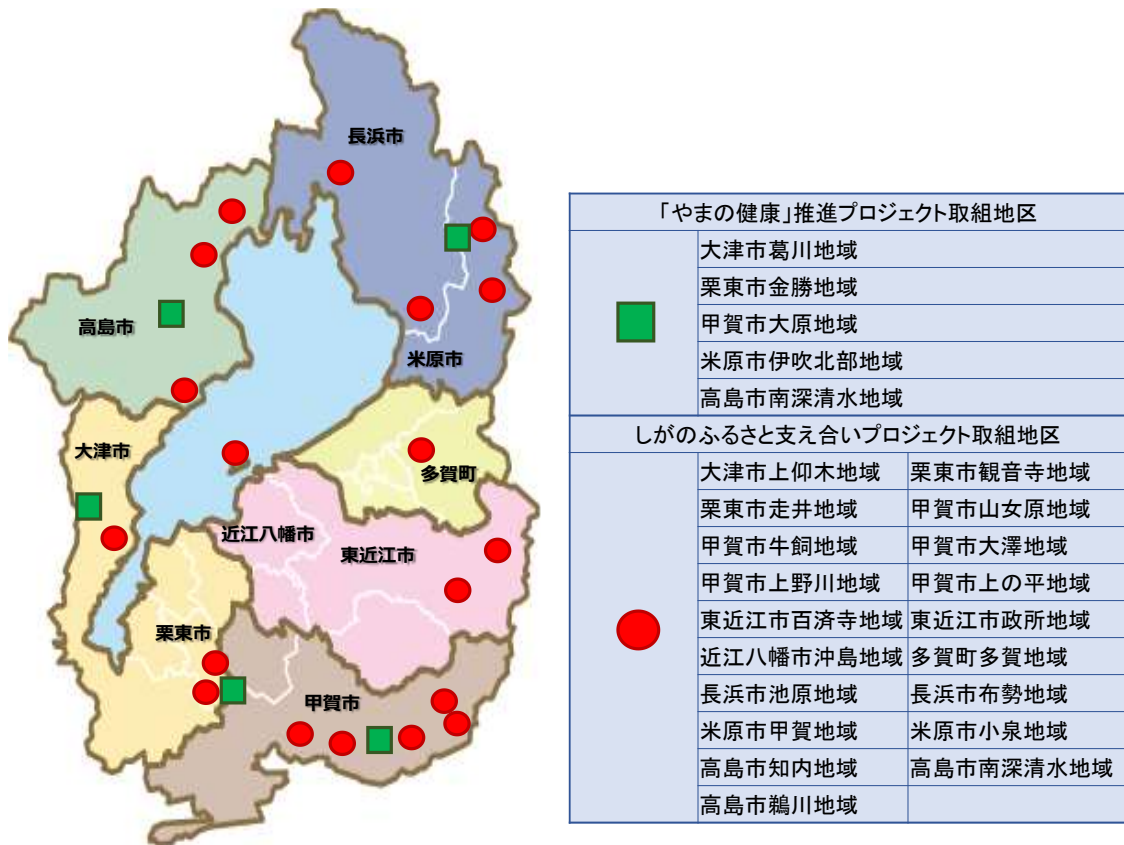 長浜市
高島市
米原市
大津市
多賀町
近江八幡市
東近江市
栗東市
甲賀市
「やまの健康」推進プロジェクト取組地区
大津市葛川地域
栗東市金勝地域
甲賀市大原地域
米原市伊吹北部地域
高島市南深清水地域
しがのふるさと支え合いプロジェクト取組地区
大津市上仰木地域 栗東市観音寺地域
栗東市走井地域 甲賀市山女原地域
甲賀市牛飼地域 甲賀市大澤地域
甲賀市上野川地域 甲賀市上の平地域
東近江市百済寺地域 東近江市政所地域
近江八幡市沖島地域 多賀町多賀地域
長浜市池原地域 長浜市布勢地域
米原市甲賀地域 米原市小泉地域
高島市知内地域 高島市南深清水地域
高島市鵜川地域